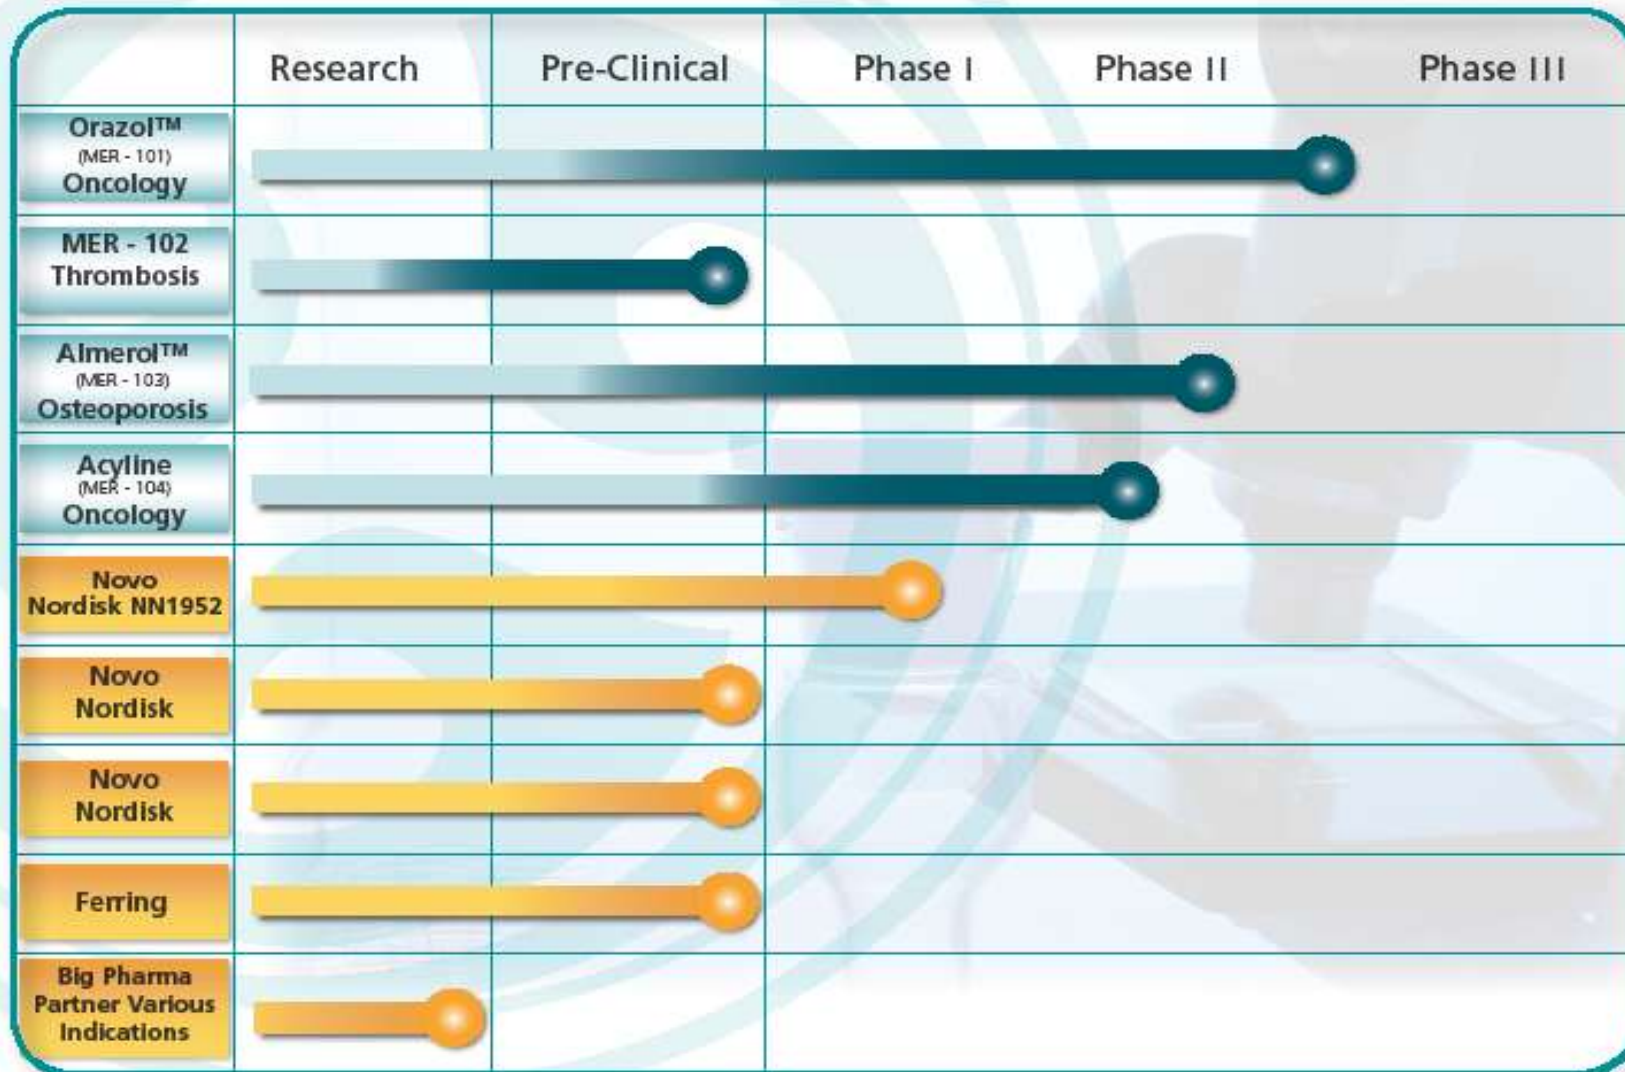 Research Pre-Clinical Phase I Phase II Phase III
Orazol™
(MER - 101)
Oncology
MER - 102
Thrombosis
Almerol™
(MER - 103)
Osteoporosis
Acyline
(MER - 104)
Oncology
Novo
Nordisk NN1952
Novo
Nordisk
Novo
Nordisk
Ferring
Big Pharma
Partner Various
Indications